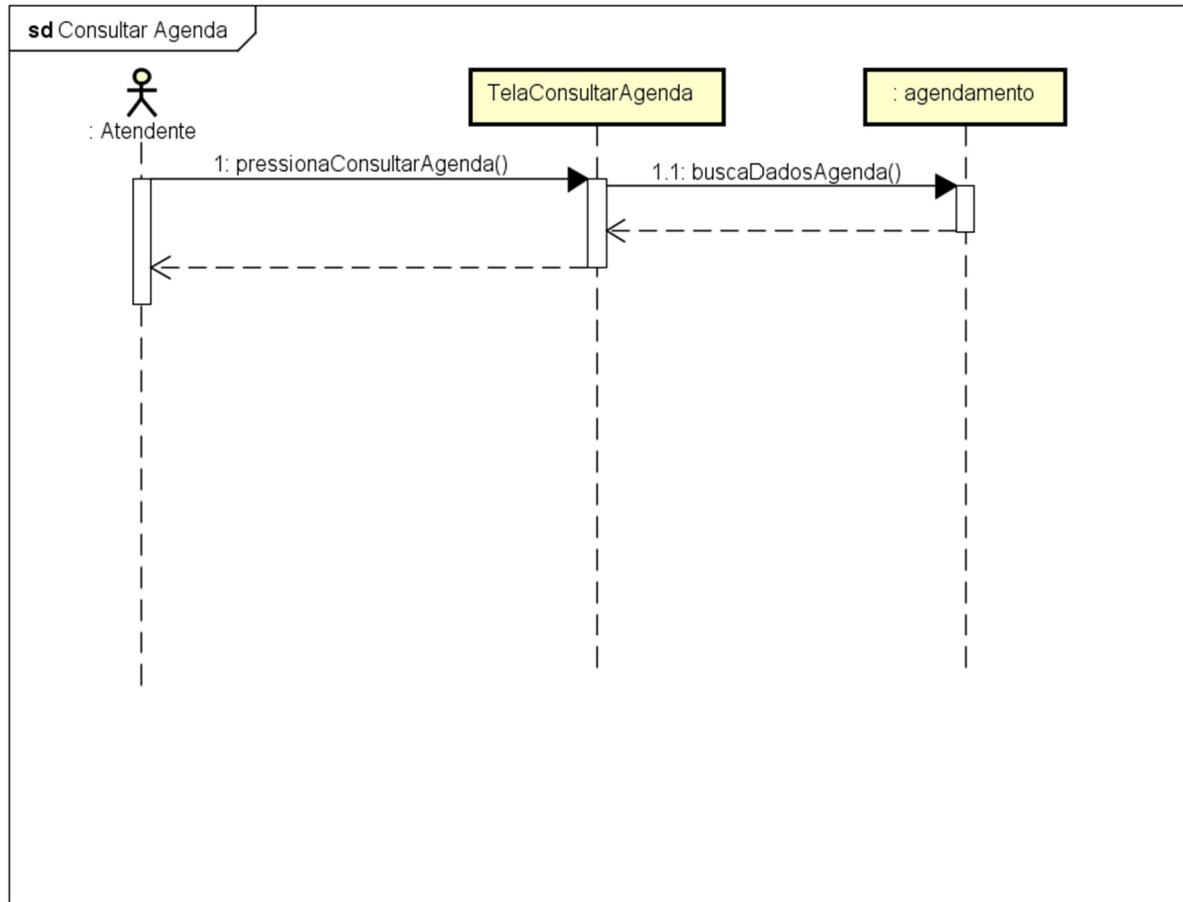 sd Consultar Agenda
: Atendente
TelaConsultarAgenda
: agendamento
1: pressionaConsultarAgenda()
1.1: buscaDadosAgenda()